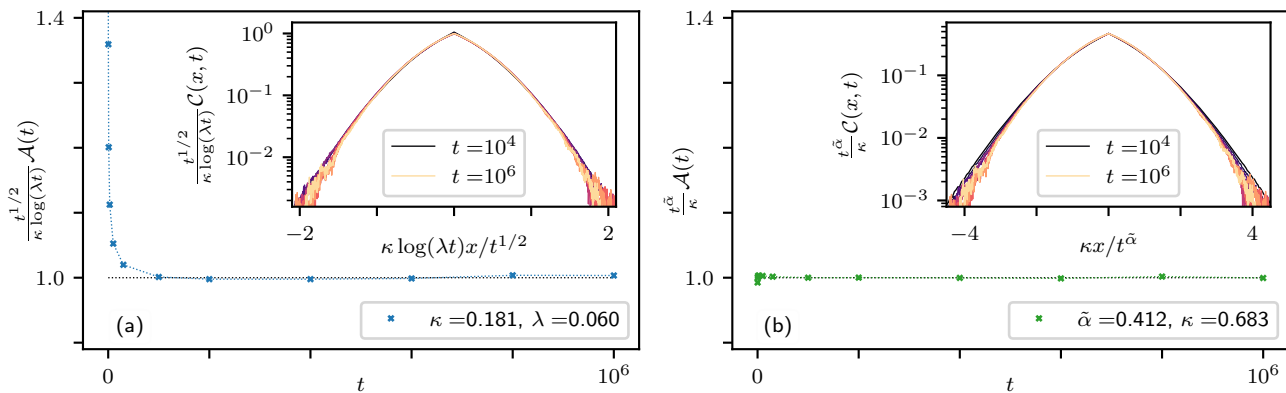 1.4
1.0
t^{1/2}/(κ log(λt)) 𝒜(t)
10^0
10^{−1}
10^{−2}
t^{1/2}/(κ log(λt)) 𝒞(x, t)
t =10^4
t =10^6
−2
2
κ log(λt)x/t^{1/2}
(a)
κ =0.181, λ =0.060
0
10^6
t
1.4
1.0
t^{α̃}/κ 𝒜(t)
10^{−1}
10^{−2}
10^{−3}
t^{α̃}/κ 𝒞(x, t)
t =10^4
t =10^6
−4
4
κx/t^{α̃}
(b)
α̃ =0.412, κ =0.683
0
10^6
t